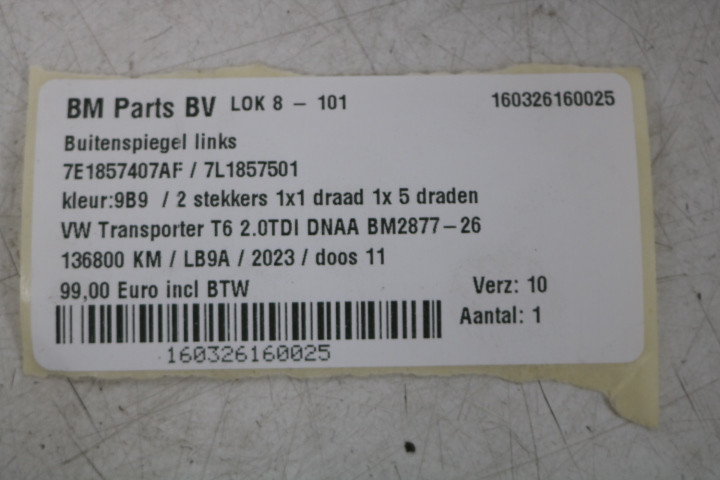 BM Parts BV LOK 8 – 101 160326160025
Buitenspiegel links
7E1857407AF / 7L1857501
kleur:9B9 / 2 stekkers 1x1 draad 1x 5 draden
VW Transporter T6 2.0TDI DNAA BM2877–26
136800 KM / LB9A / 2023 / doos 11
99,00 Euro incl BTW Verz: 10
Aantal: 1
160326160025